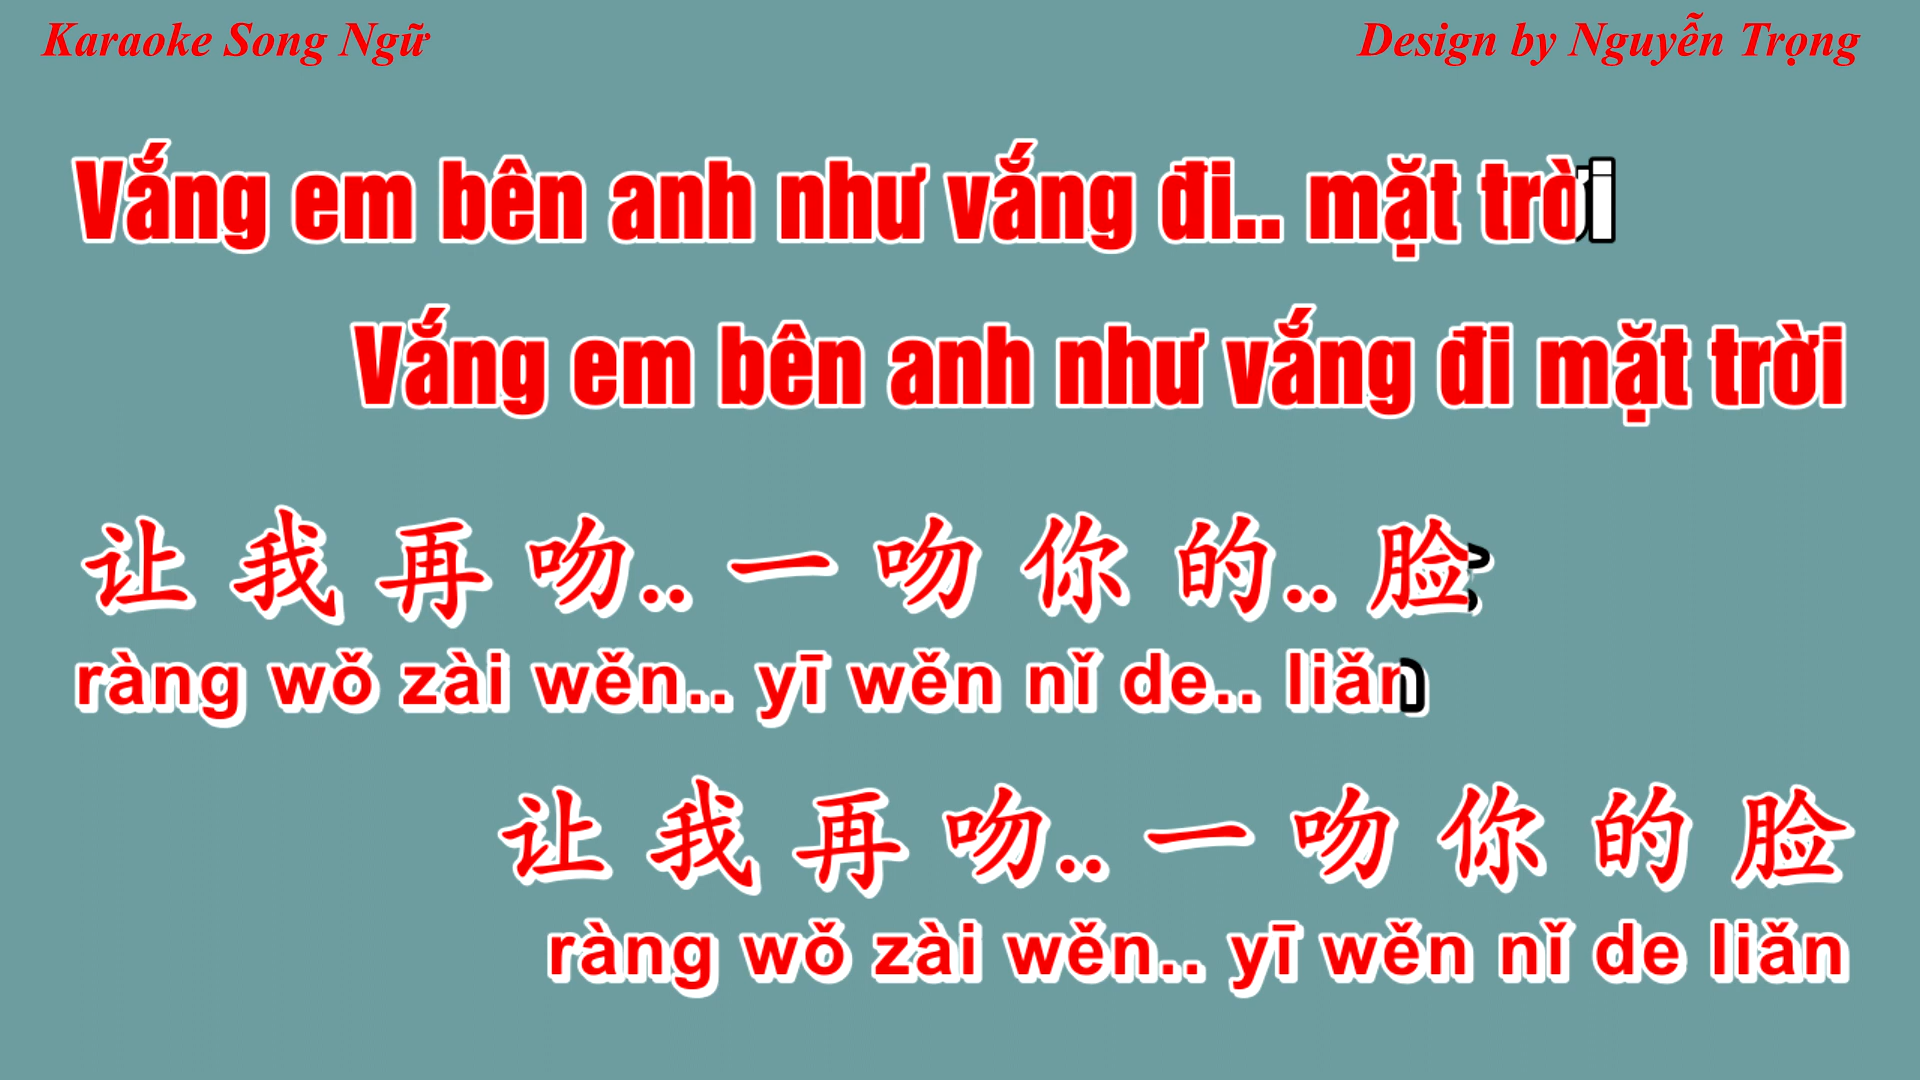 Karaoke Song Ngữ
Design by Nguyễn Trọng
Vắng em bên anh như vắng đi.. mặt trời
Vắng em bên anh như vắng đi mặt trời
让 我 再 吻.. 一 吻 你 的.. 脸
ràng wǒ zài wěn.. yī wěn nǐ de.. liǎn
让 我 再 吻.. 一 吻 你 的 脸
ràng wǒ zài wěn.. yī wěn nǐ de liǎn